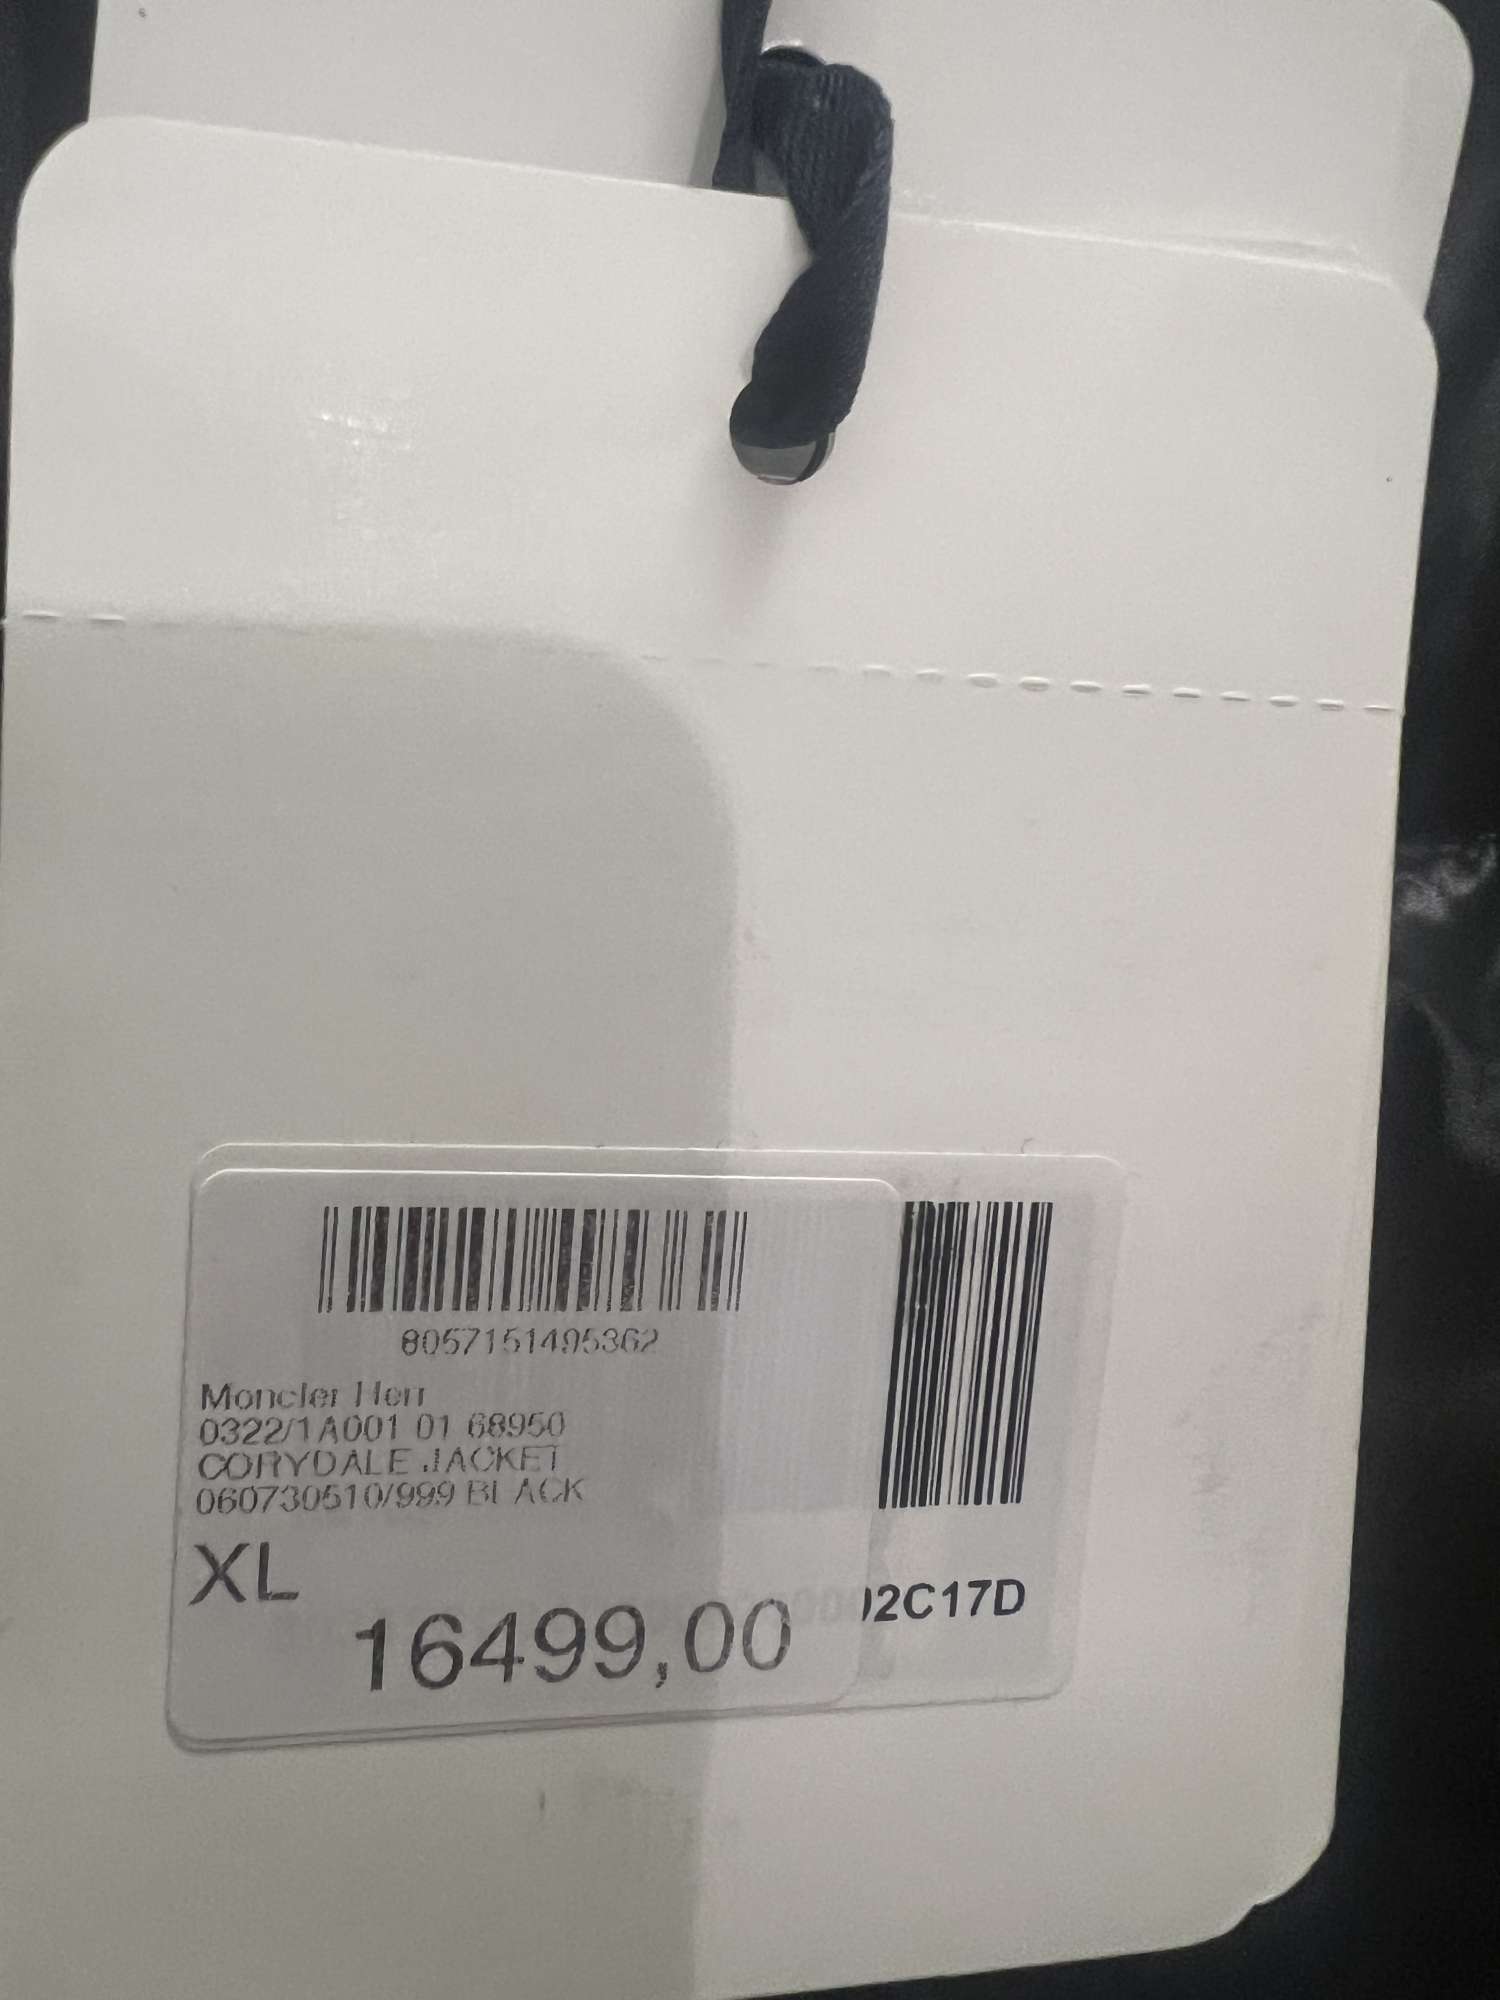 8057151495362
Moncler Herr
0322/1A001 01 68950
CORYDALE JACKET
060730510/999 BLACK
XL
16499,00
2C17D